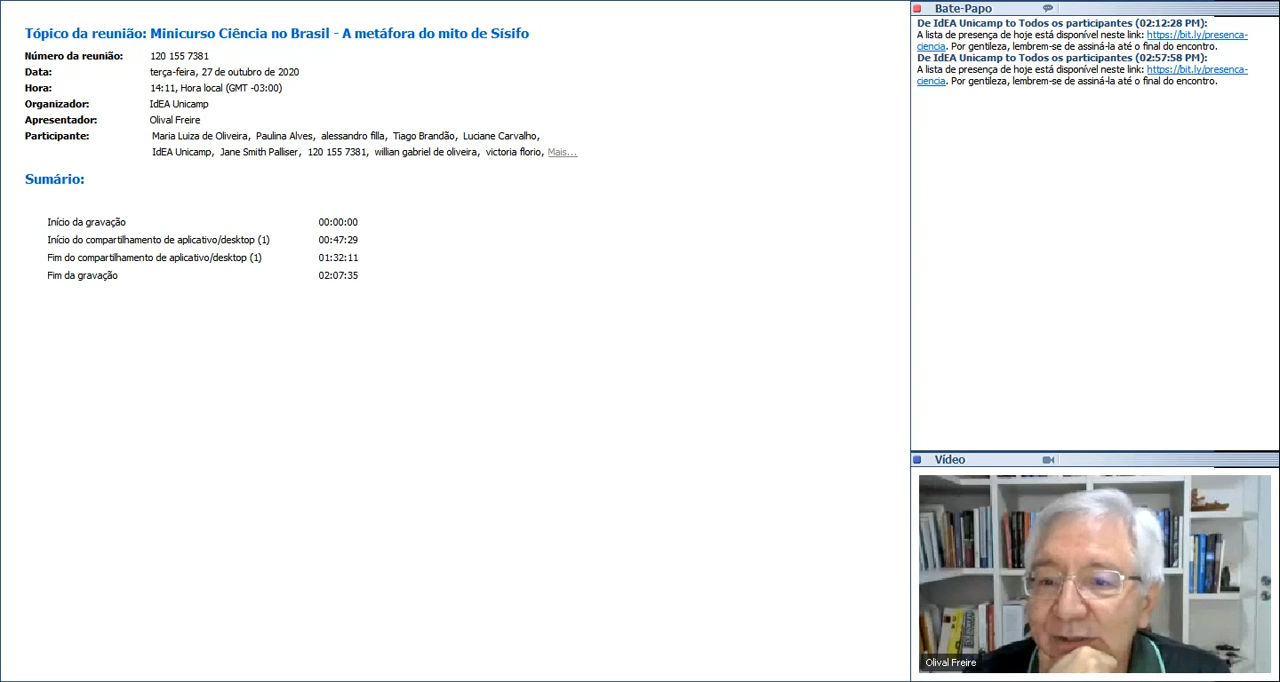 Tópico da reunião: Minicurso Ciência no Brasil - A metáfora do mito de Sísifo
Número da reunião: 120 155 7381
Data: terça-feira, 27 de outubro de 2020
Hora: 14:11, Hora local (GMT -03:00)
Organizador: IdEA Unicamp
Apresentador: Olival Freire
Participante: Maria Luiza de Oliveira, Paulina Alves, alessandro filla, Tiago Brandão, Luciane Carvalho,
IdEA Unicamp, Jane Smith Palliser, 120 155 7381, willian gabriel de oliveira, victoria florio, Mais...
Sumário:
Início da gravação 00:00:00
Início do compartilhamento de aplicativo/desktop (1) 00:47:29
Fim do compartilhamento de aplicativo/desktop (1) 01:32:11
Fim da gravação 02:07:35
Bate-Papo
De IdEA Unicamp to Todos os participantes (02:12:28 PM):
A lista de presença de hoje está disponível neste link: https://bit.ly/presenca-
ciencia. Por gentileza, lembrem-se de assiná-la até o final do encontro.
De IdEA Unicamp to Todos os participantes (02:57:58 PM):
A lista de presença de hoje está disponível neste link: https://bit.ly/presenca-
ciencia. Por gentileza, lembrem-se de assiná-la até o final do encontro.
Vídeo
Olival Freire